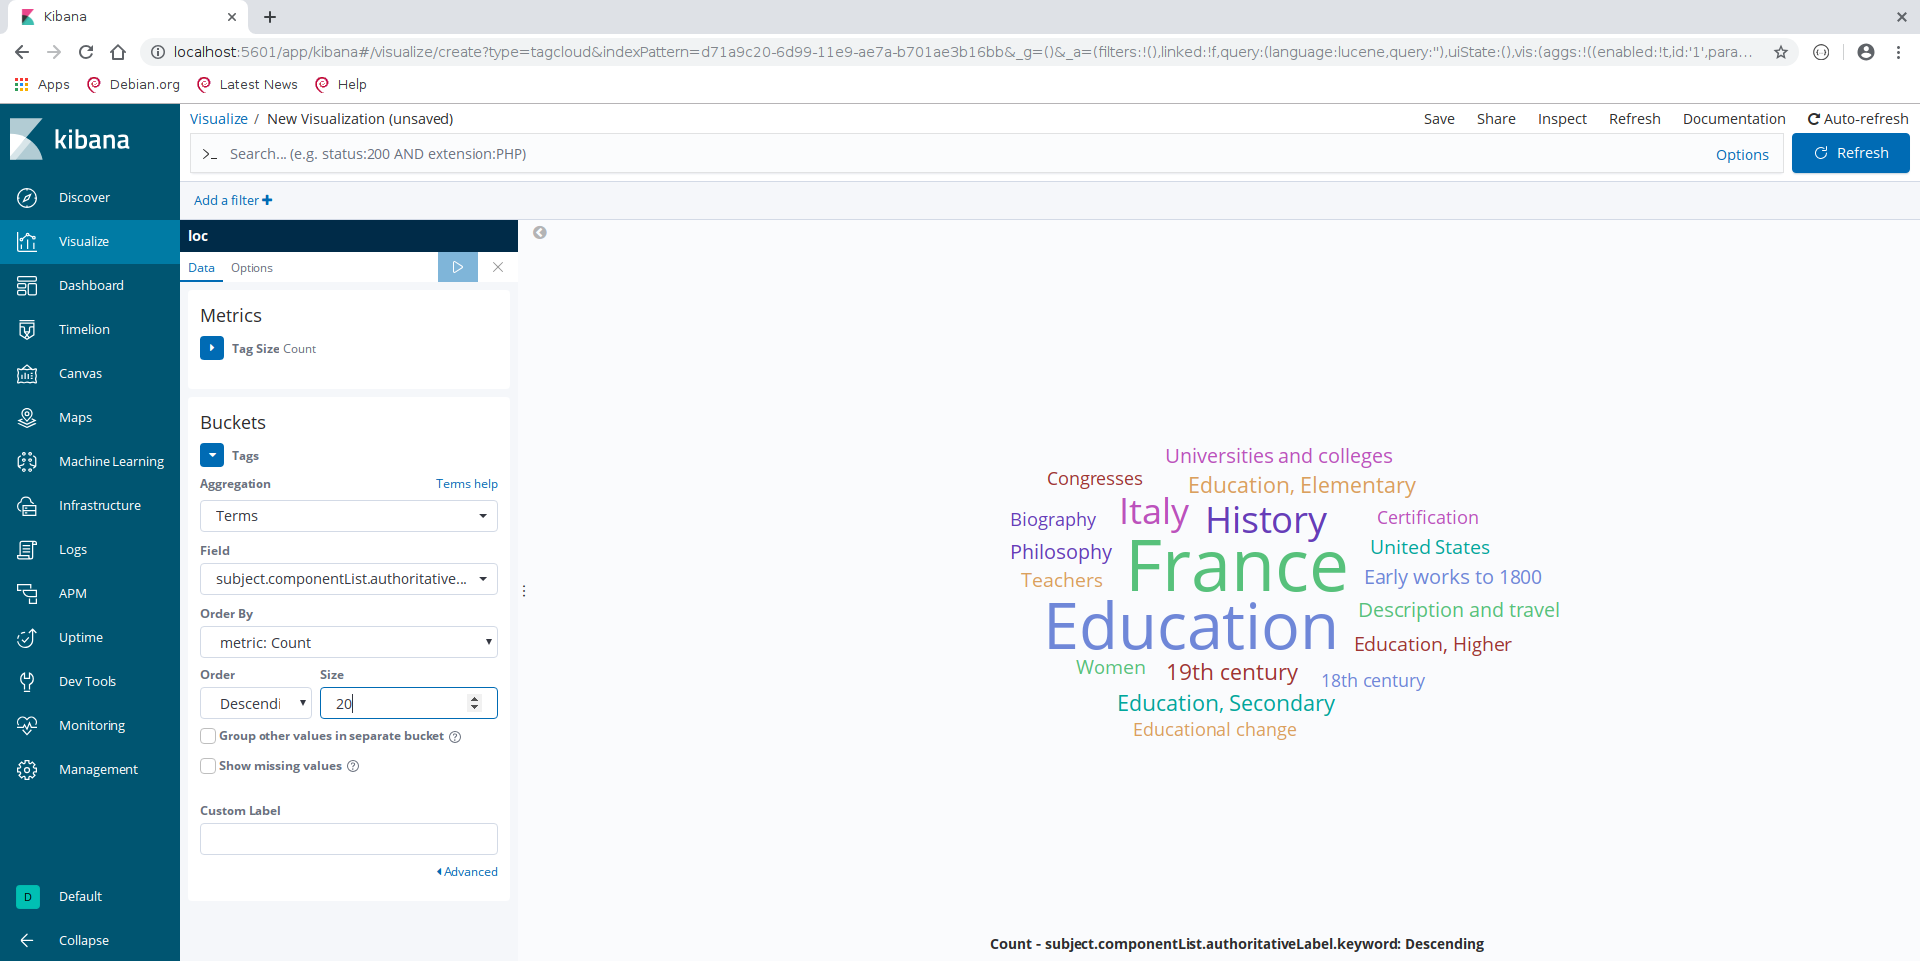 Kibana
localhost:5601/app/kibana#/visualize/create?type=tagcloud&indexPattern=d71a9c20-6d99-11e9-ae7a-b701ae3b16bb&_g=()&_a=(filters:!(),linked:!f,query:(language:lucene,query:''),uiState:(),vis:(aggs:!((enabled:!t,id:'1',para...
Apps Debian.org Latest News Help
kibana
Discover
Visualize
Dashboard
Timelion
Canvas
Maps
Machine Learning
Infrastructure
Logs
APM
Uptime
Dev Tools
Monitoring
Management
D Default
Collapse
Visualize / New Visualization (unsaved)
Save Share Inspect Refresh Documentation Auto-refresh
>_ Search... (e.g. status:200 AND extension:PHP)
Options
Refresh
Add a filter
loc
Data Options
Metrics
Tag Size Count
Buckets
Tags
Aggregation Terms help
Terms
Field
subject.componentList.authoritative...
Order By
metric: Count
Order Size
Descendi 20
Group other values in separate bucket
Show missing values
Custom Label
Advanced
Universities and colleges
Congresses
Education, Elementary
Italy
History
Biography
Certification
Philosophy
France
United States
Teachers
Early works to 1800
Education
Description and travel
Education, Higher
Women
19th century
18th century
Education, Secondary
Educational change
Count - subject.componentList.authoritativeLabel.keyword: Descending